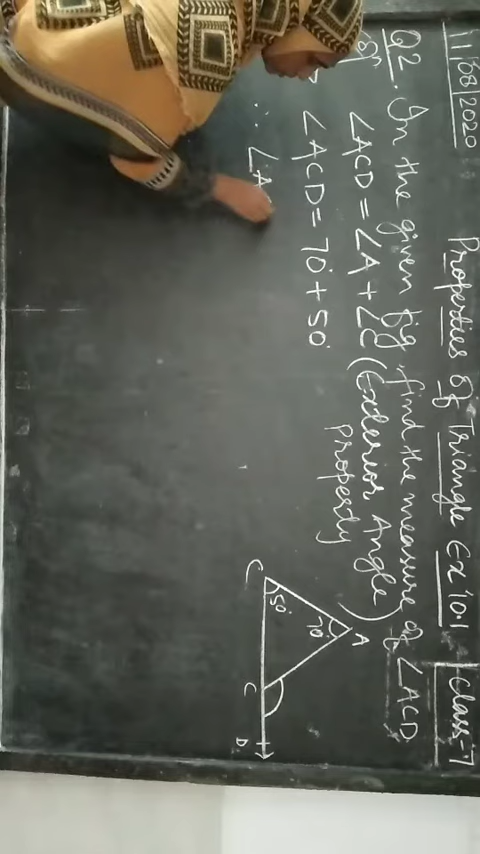 11/08/2020 Properties Of Triangle Ex 10.1 Class-7
Q2. In the given fig, find the measure of ∠ACD
Sol
∠ACD = ∠A + ∠C (Exterior Angle Property)
∠ACD = 70° + 50°
∴ ∠A
A
70°
50°
C
C
D